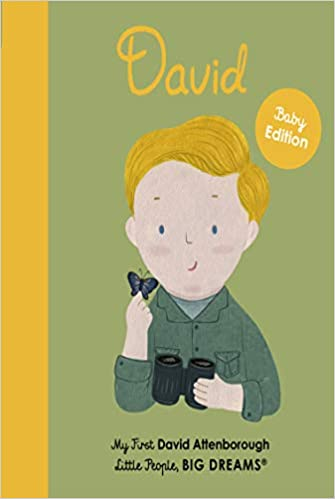 David
Baby
Edition
My First David Attenborough
Little People, BIG DREAMS®